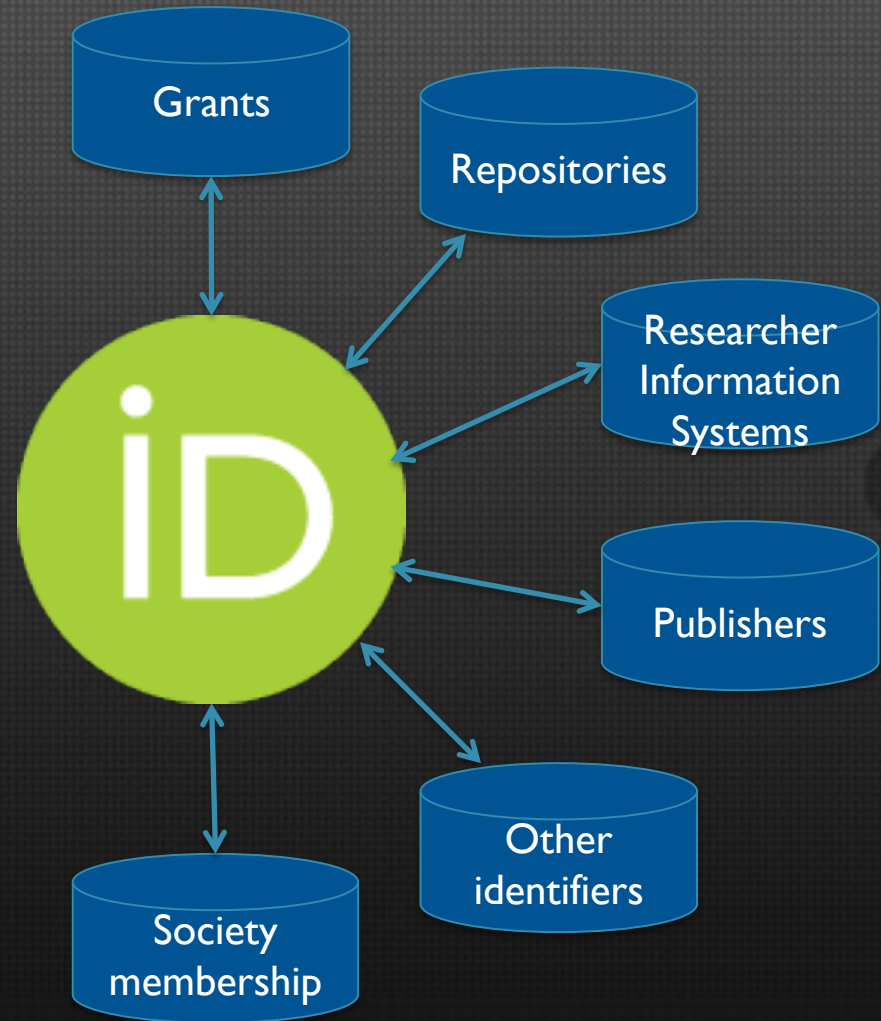 Grants
Repositories
Researcher
Information
Systems
iD
Publishers
Other
identifiers
Society
membership